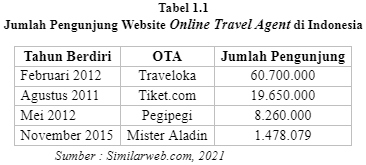 Tabel 1.1
Jumlah Pengunjung Website Online Travel Agent di Indonesia
Tahun Berdiri OTA Jumlah Pengunjung
Februari 2012 Traveloka 60.700.000
Agustus 2011 Tiket.com 19.650.000
Mei 2012 Pegipegi 8.260.000
November 2015 Mister Aladin 1.478.079
Sumber : Similarweb.com, 2021